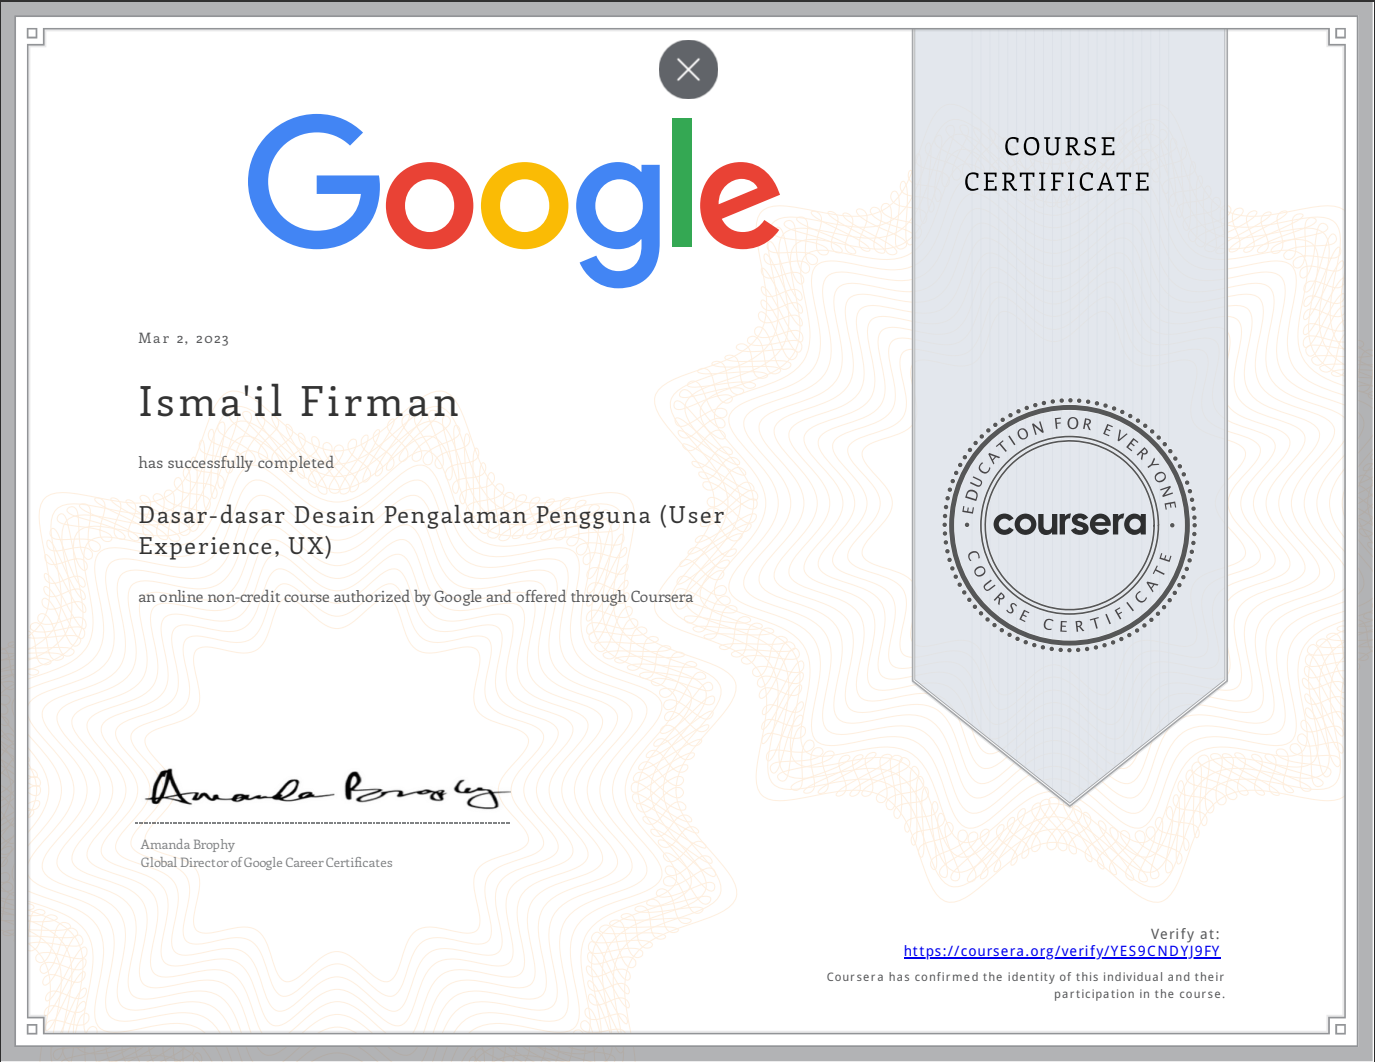 Google
COURSE
CERTIFICATE
Mar 2, 2023
Isma'il Firman
has successfully completed
Dasar-dasar Desain Pengalaman Pengguna (User
Experience, UX)
an online non-credit course authorized by Google and offered through Coursera
EDUCATION FOR EVERYONE
coursera
COURSE CERTIFICATE
Amanda Brophy
Amanda Brophy
Global Director of Google Career Certificates
Verify at:
https://coursera.org/verify/YES9CNDYJ9FY
Coursera has confirmed the identity of this individual and their
participation in the course.